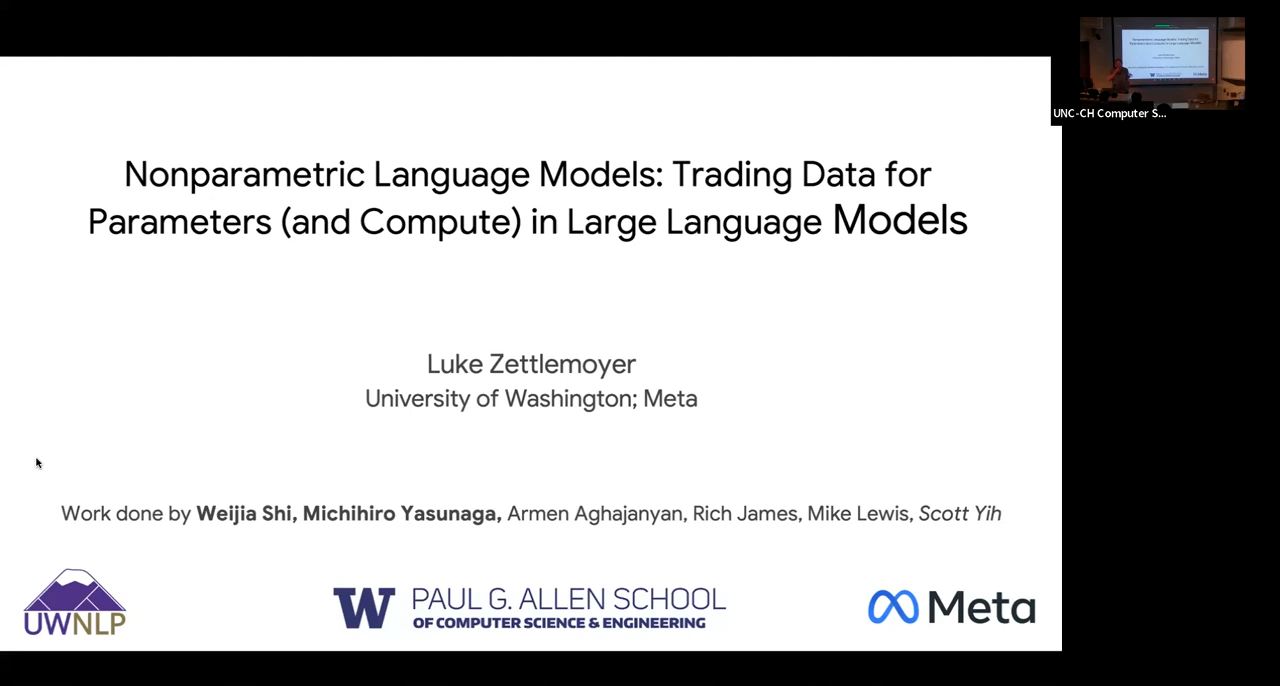 Nonparametric Language Models: Trading Data for
Parameters (and Compute) in Large Language Models
Luke Zettlemoyer
University of Washington; Meta
Work done by Weijia Shi, Michihiro Yasunaga, Armen Aghajanyan, Rich James, Mike Lewis, Scott Yih
UWNLP
W PAUL G. ALLEN SCHOOL
OF COMPUTER SCIENCE & ENGINEERING
Meta
UNC-CH Computer S...